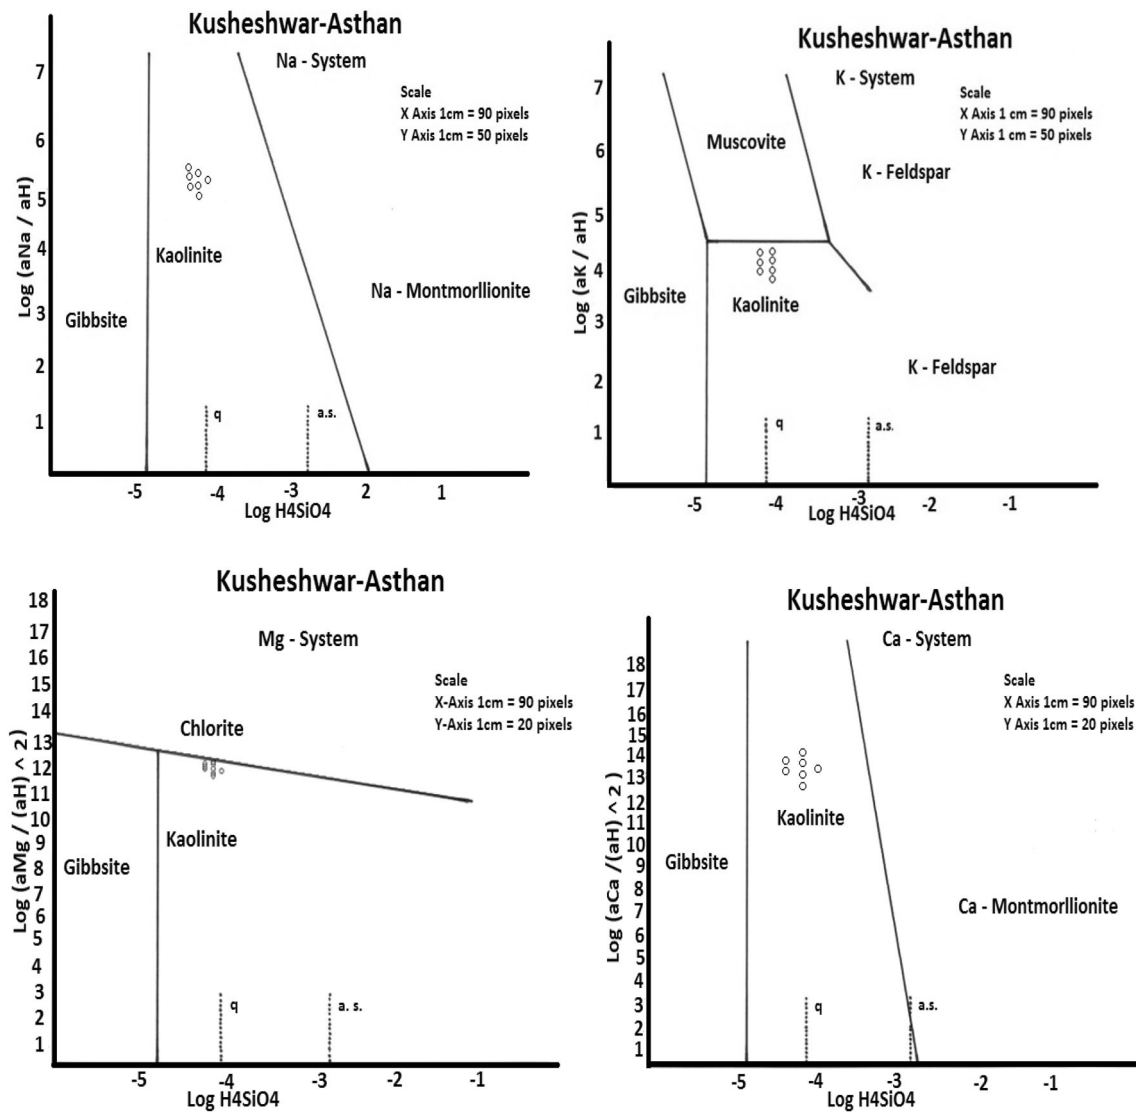 Kusheshwar-Asthan
Na - System
Scale
X Axis 1cm = 90 pixels
Y Axis 1cm = 50 pixels
Log (aNa / aH)
7
6
5
4
3
2
1
Kaolinite
Gibbsite
Na - Montmorllionite
q
a.s.
-5
-4
-3
2
1
Log H4SiO4
Kusheshwar-Asthan
K - System
Scale
X Axis 1 cm = 90 pixels
Y Axis 1 cm = 50 pixels
Log (aK / aH)
7
6
5
4
3
2
1
Muscovite
K - Feldspar
Gibbsite
Kaolinite
K - Feldspar
q
a.s.
-5
-4
-3
-2
-1
Log H4SiO4
Kusheshwar-Asthan
Mg - System
Scale
X-Axis 1cm = 90 pixels
Y-Axis 1cm = 20 pixels
Log (aMg / (aH) ^ 2)
18
17
16
15
14
13
12
11
10
9
8
7
6
5
4
3
2
1
Chlorite
Kaolinite
Gibbsite
q
a. s.
-5
-4
-3
-2
-1
Log H4SiO4
Kusheshwar-Asthan
Ca - System
Scale
X Axis 1cm = 90 pixels
Y Axis 1cm = 20 pixels
Log (aCa /(aH) ^ 2)
18
17
16
15
14
13
12
11
10
9
8
7
6
5
4
3
2
1
Kaolinite
Gibbsite
Ca - Montmorllionite
q
a.s.
-5
-4
-3
-2
-1
Log H4SiO4